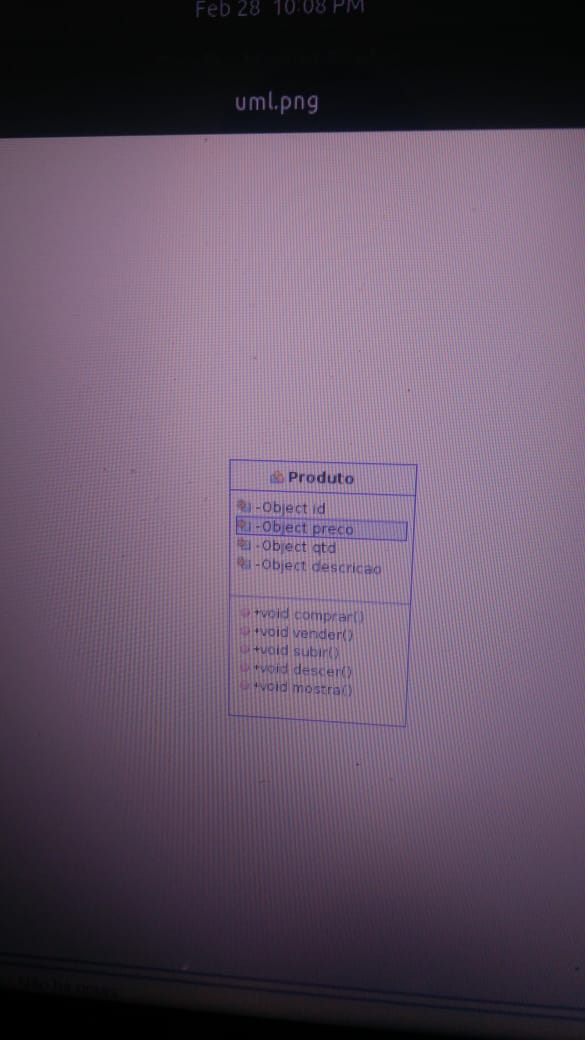 Feb 28 10:08 PM
uml.png
Produto
-Object id
-Object preco
-Object qtd
-Object descricao
+void comprar()
+void vender()
+void subir()
+void descer()
+void mostra()